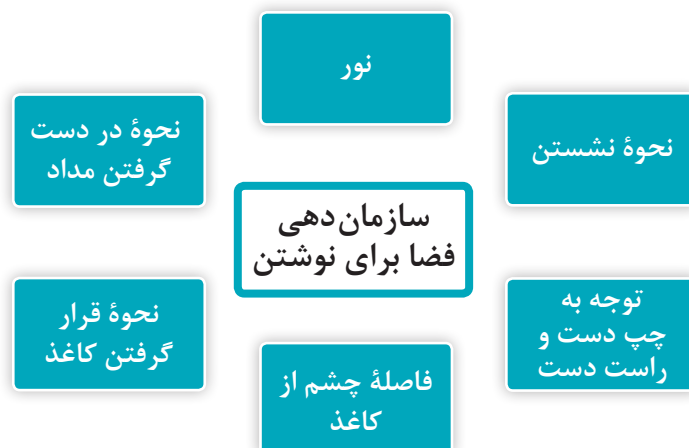 نور
نحوهٔ نشستن
توجه به
چپ دست و
راست دست
فاصلهٔ چشم از
کاغذ
نحوهٔ قرار
گرفتن کاغذ
نحوهٔ در دست
گرفتن مداد
سازمان‌دهی
فضا برای نوشتن